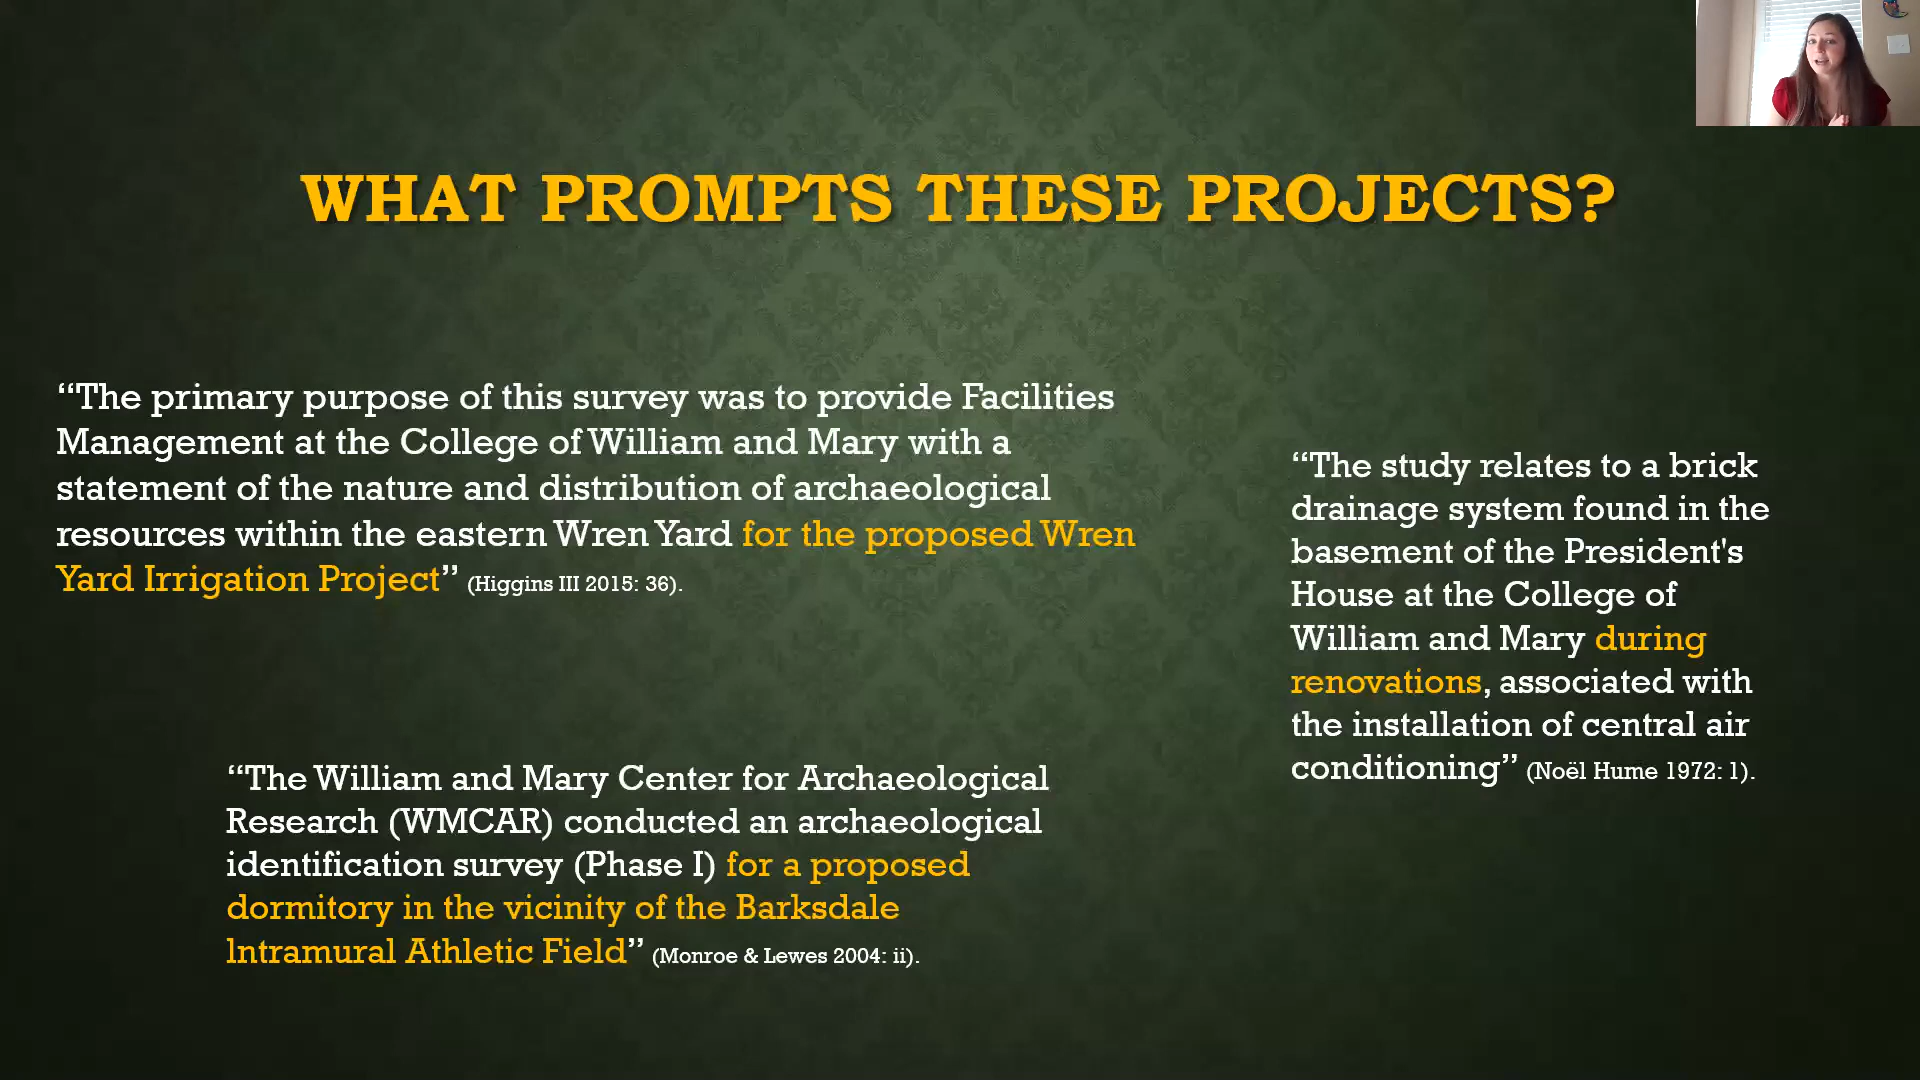 WHAT PROMPTS THESE PROJECTS?
“The primary purpose of this survey was to provide Facilities
Management at the College of William and Mary with a
statement of the nature and distribution of archaeological
resources within the eastern Wren Yard for the proposed Wren
Yard Irrigation Project” (Higgins III 2015: 36).
“The study relates to a brick
drainage system found in the
basement of the President's
House at the College of
William and Mary during
renovations, associated with
the installation of central air
conditioning” (Noël Hume 1972: 1).
“The William and Mary Center for Archaeological
Research (WMCAR) conducted an archaeological
identification survey (Phase I) for a proposed
dormitory in the vicinity of the Barksdale
lntramural Athletic Field” (Monroe & Lewes 2004: ii).